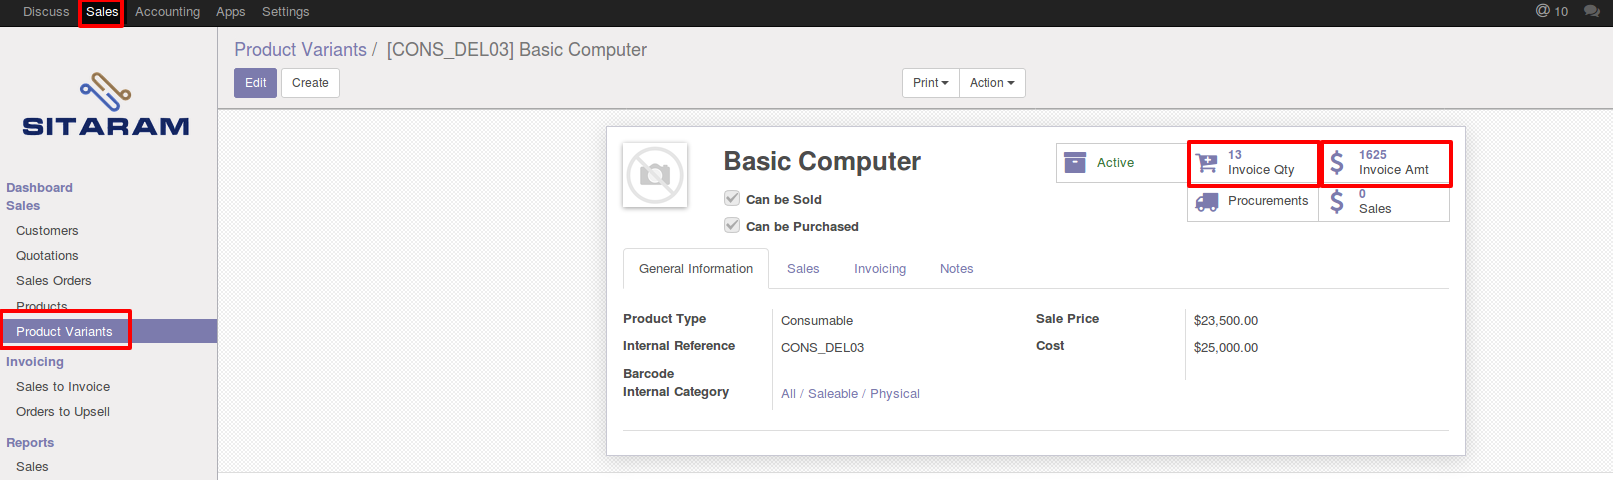 Discuss Sales Accounting Apps Settings @ 10
Product Variants / [CONS_DEL03] Basic Computer
Edit Create Print Action
SITARAM
Dashboard
Sales
Customers
Quotations
Sales Orders
Products
Product Variants
Invoicing
Sales to Invoice
Orders to Upsell
Reports
Sales
Basic Computer
Can be Sold
Can be Purchased
Active
13
Invoice Qty
1625
Invoice Amt
Procurements
0
Sales
General Information Sales Invoicing Notes
Product Type Consumable
Internal Reference CONS_DEL03
Barcode
Internal Category All / Saleable / Physical
Sale Price $23,500.00
Cost $25,000.00